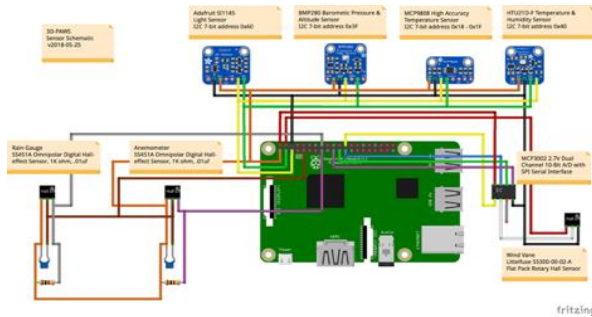 3D-PAWS
Sensor Schematic
v2018-05-25
Adafruit SI1145
Light Sensor
I2C 7-bit address 0x60
BMP280 Barometric Pressure &
Altitude Sensor
I2C 7-bit address 0x3F
MCP9808 High Accuracy
Temperature Sensor
I2C 7-bit address 0x18 - 0x1F
HTU21D-F Temperature &
Humidity Sensor
I2C 7-bit address 0x40
Rain Gauge
SS451A Omnipolar Digital Hall-
effect Sensor, 1K ohm, .01uf
Anemometer
SS451A Omnipolar Digital Hall-
effect Sensor, 1K ohm, .01uf
MCP3002 2.7V Dual
Channel 10-Bit A/D with
SPI Serial Interface
Wind Vane
Littelfuse 55300-00-02-A
Flat Pack Rotary Hall Sensor
fritzing